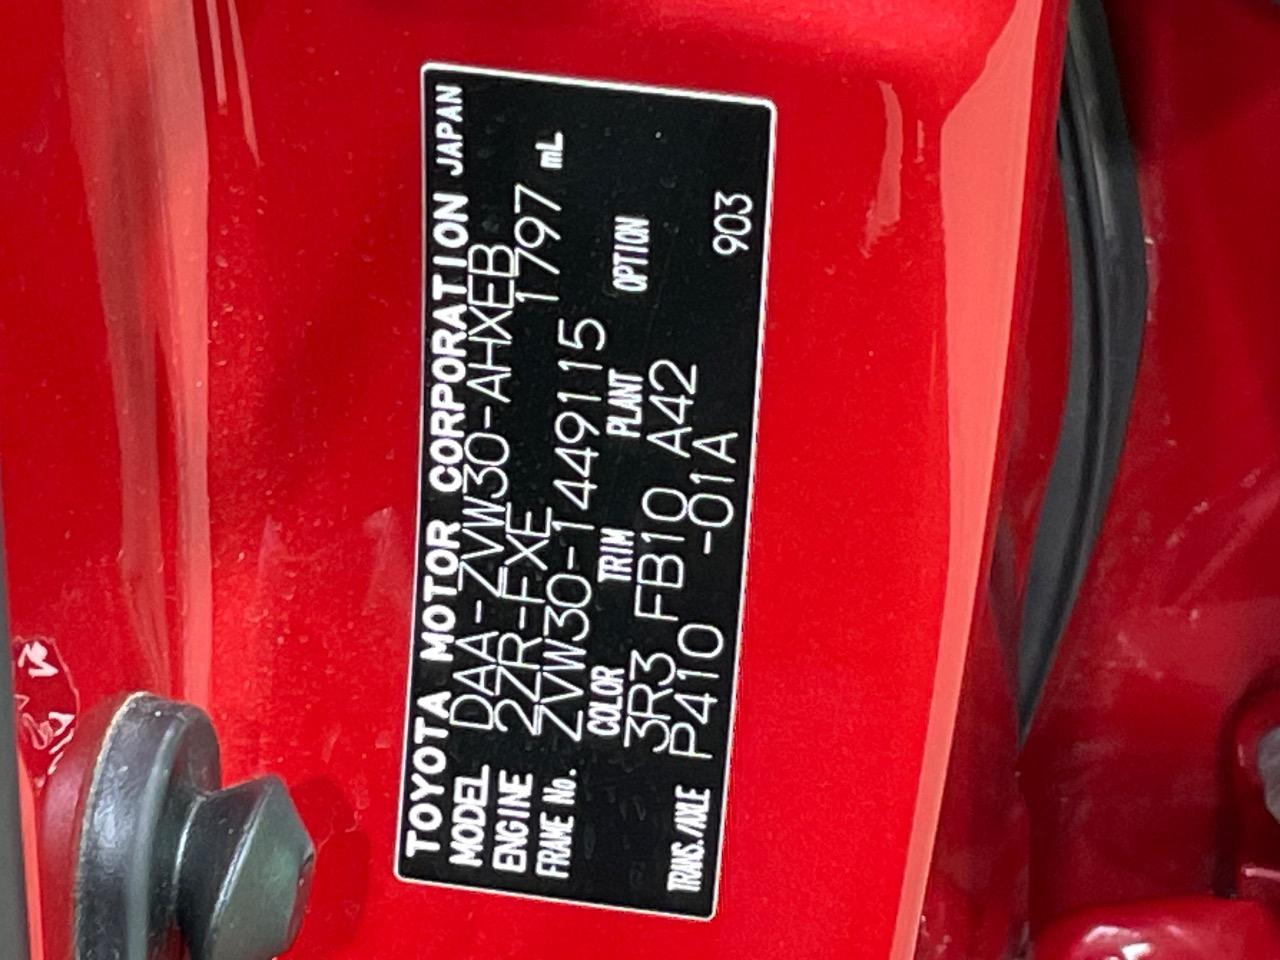 TOYOTA MOTOR CORPORATION JAPAN
MODEL DAA-ZVW30-AHXEB
ENGINE 2ZR-FXE 1797 mL
FRAME No. ZVW30-1449115
COLOR TRIM PLANT OPTION
3R3 FB10 A42
TRANS./AXLE P410 -01A 903